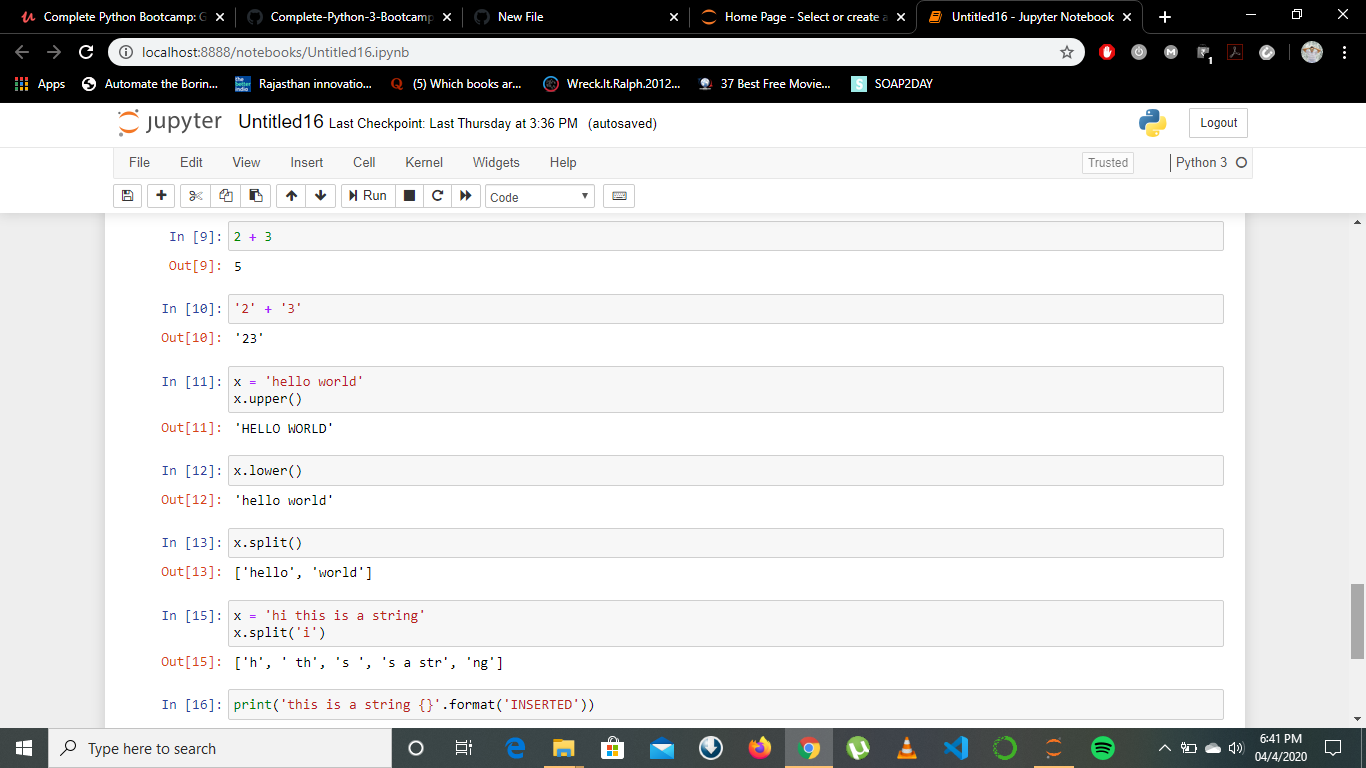 Complete Python Bootcamp: G
Complete-Python-3-Bootcamp
New File
Home Page - Select or create a
Untitled16 - Jupyter Notebook
localhost:8888/notebooks/Untitled16.ipynb
1
Apps
Automate the Borin...
the better india
Rajasthan innovatio...
(5) Which books ar...
Wreck.It.Ralph.2012...
37 Best Free Movie...
S
SOAP2DAY
jupyter Untitled16 Last Checkpoint: Last Thursday at 3:36 PM (autosaved)
Logout
File Edit View Insert Cell Kernel Widgets Help
Trusted
Python 3
Run
Code
In [9]: 2 + 3
Out[9]: 5
In [10]: '2' + '3'
Out[10]: '23'
In [11]: x = 'hello world'
x.upper()
Out[11]: 'HELLO WORLD'
In [12]: x.lower()
Out[12]: 'hello world'
In [13]: x.split()
Out[13]: ['hello', 'world']
In [15]: x = 'hi this is a string'
x.split('i')
Out[15]: ['h', ' th', 's ', 's a str', 'ng']
In [16]: print('this is a string {}'.format('INSERTED'))
Type here to search
6:41 PM
04/4/2020